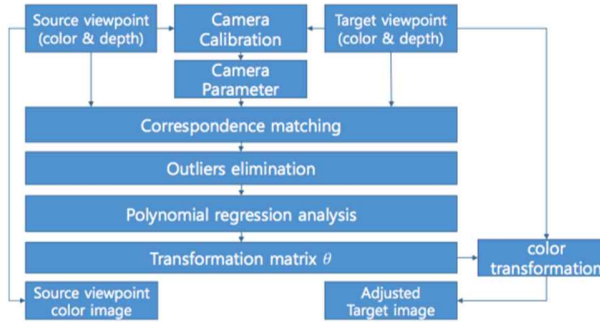 Source viewpoint
(color & depth)
Camera
Calibration
Target viewpoint
(color & depth)
Camera
Parameter
Correspondence matching
Outliers elimination
Polynomial regression analysis
Transformation matrix θ
color
transformation
Source viewpoint
color image
Adjusted
Target image